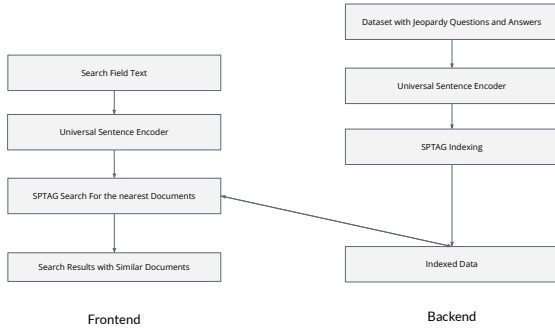 Dataset with Jeopardy Questions and Answers
Search Field Text
Universal Sentence Encoder
Universal Sentence Encoder
SPTAG Indexing
SPTAG Search For the nearest Documents
Search Results with Similar Documents
Indexed Data
Frontend
Backend